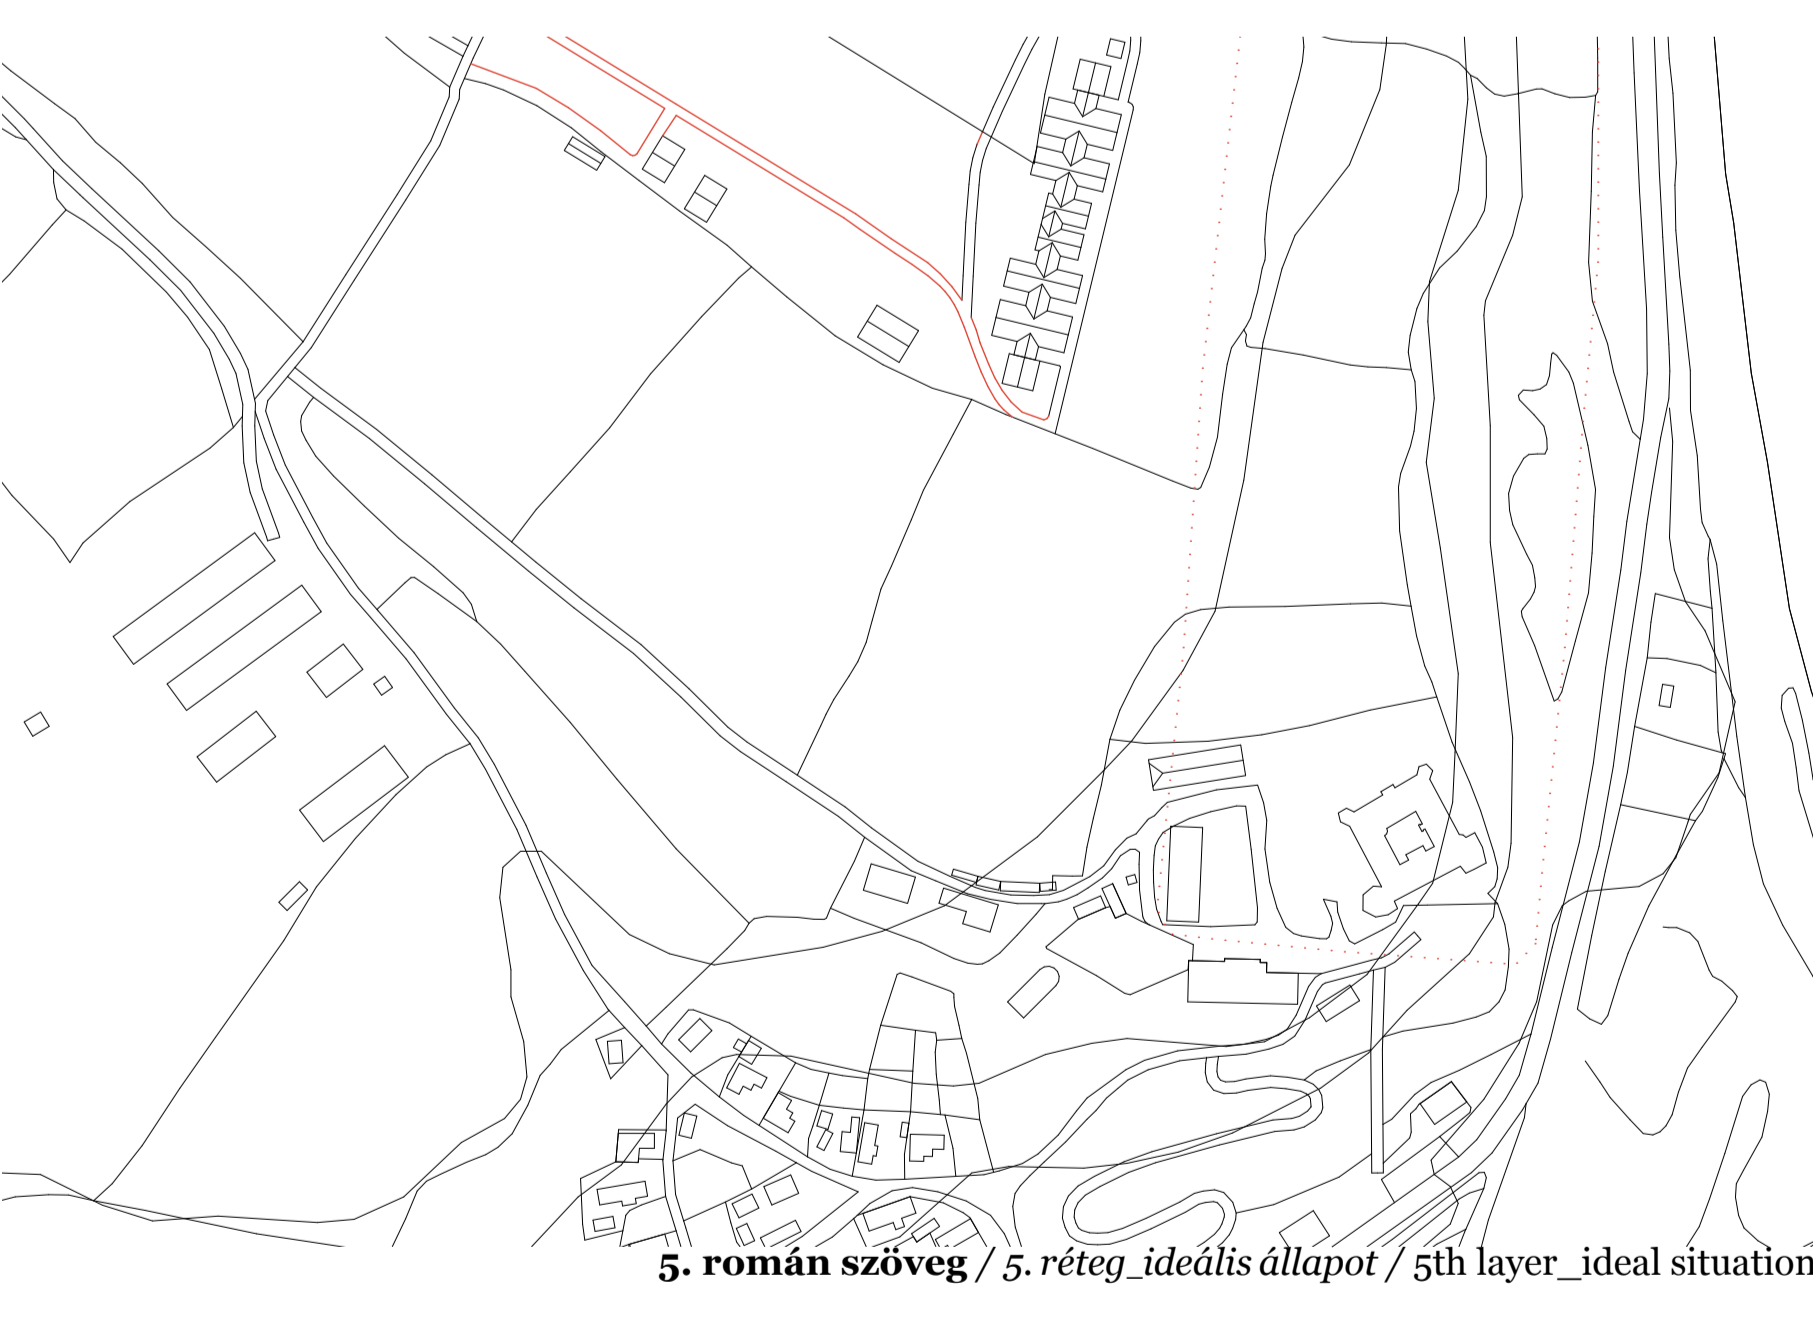 5. román szöveg / 5. réteg_ideális állapot / 5th layer_ideal situation